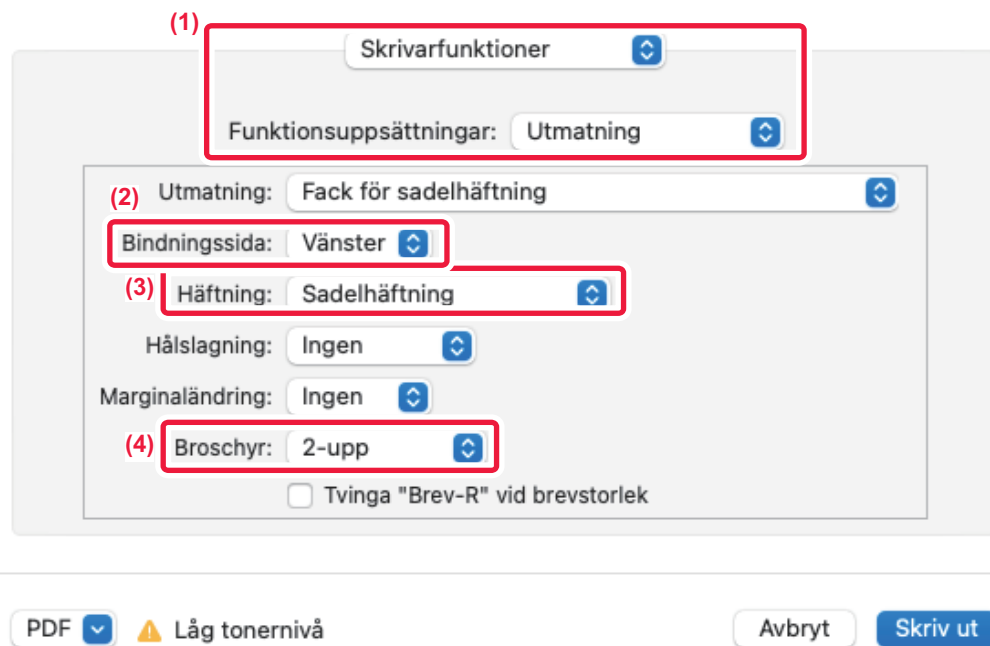 (1)
Skrivarfunktioner
Funktionsuppsättningar: Utmatning
Utmatning: Fack för sadelhäftning
(2)
Bindningssida: Vänster
(3) Häftning: Sadelhäftning
Hålslagning: Ingen
Marginaländring: Ingen
(4) Broschyr: 2-upp
Tvinga "Brev-R" vid brevstorlek
PDF Låg tonernivå Avbryt Skriv ut